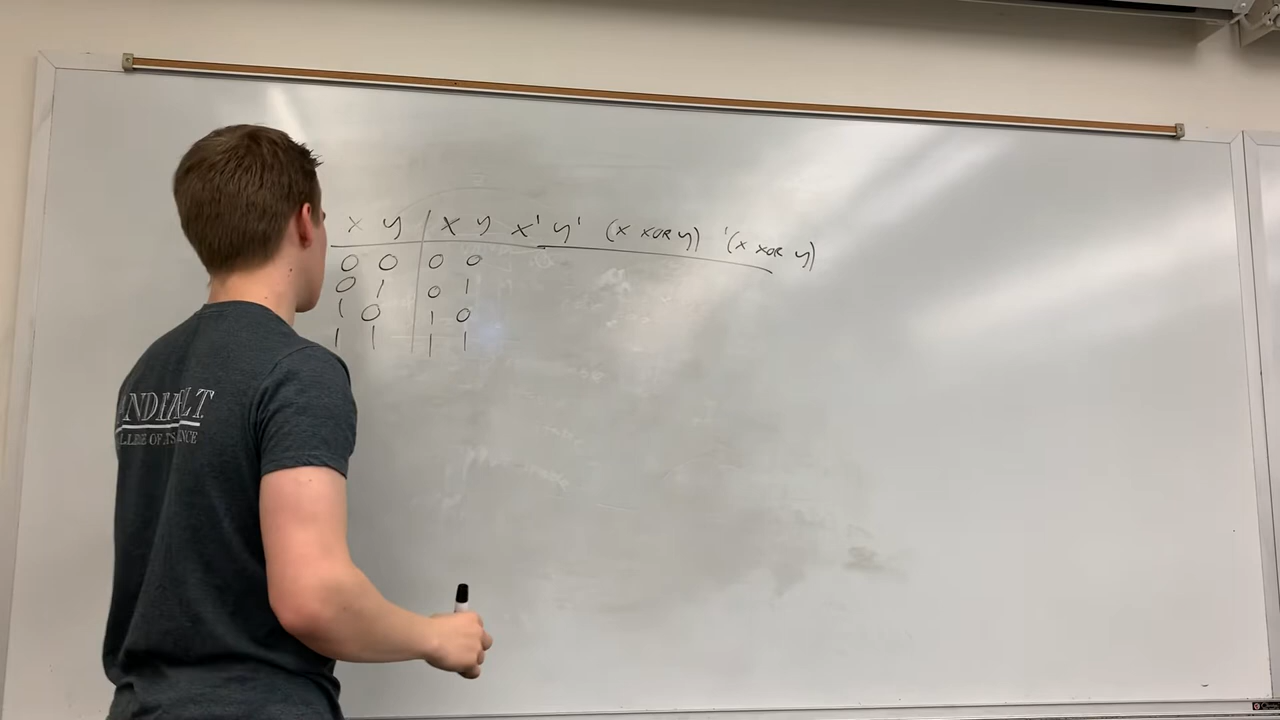 x y | x y x' y' (x XOR y) '(x XOR y)
0 0 | 0 0
0 1 | 0 1
1 0 | 1 0
1 1 | 1 1